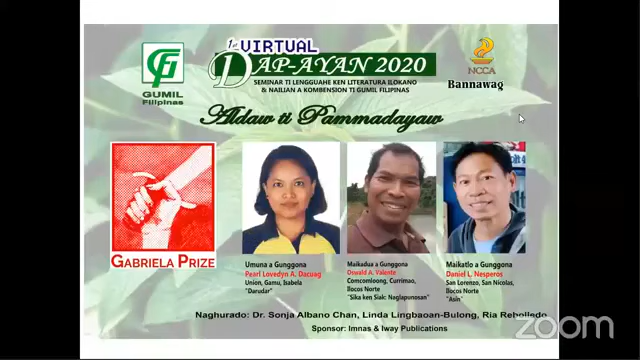 1st VIRTUAL
DAP-AYAN 2020
SEMINAR TI LENGGUAHE KEN LITERATURA ILOKANO
& NAILIAN A KOMBENSION TI GUMIL FILIPINAS
GUMIL
Filipinas
NCCA
Bannawag
Aldaw ti Pammadayaw
GABRIELA PRIZE
Umuna a Gunggona
Pearl Lovedyn A. Dacuag
Union, Gamu, Isabela
"Darudar"
Maikadua a Gunggona
Oswald A. Valente
Comcomloong, Currimao,
Ilocos Norte
"Sika ken Siak: Naglapunosan"
Maikatlo a Gunggona
Daniel L. Nesperos
San Lorenzo, San Nicolas,
Ilocos Norte
"Asin"
Naghurado: Dr. Sonja Albano Chan, Linda Lingbaoan-Bulong, Ria Rebolledo
Sponsor: Imnas & Iway Publications
zoom